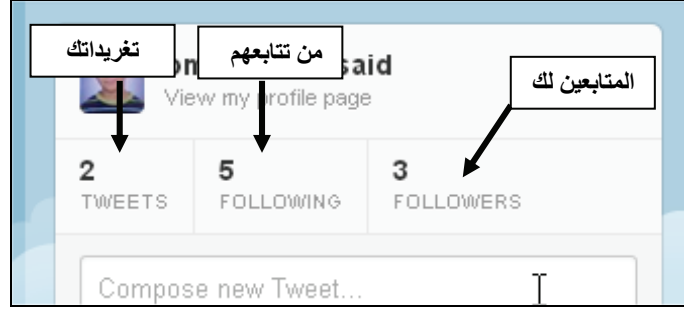 تغريداتك
من تتابعهم
المتابعين لك
said
View my profile page
2 5 3
TWEETS FOLLOWING FOLLOWERS
Compose new Tweet...